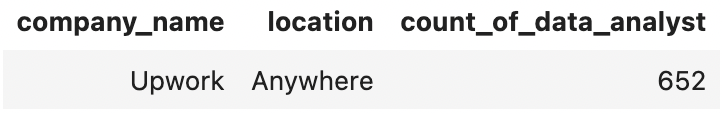 company_name location count_of_data_analyst
Upwork Anywhere 652